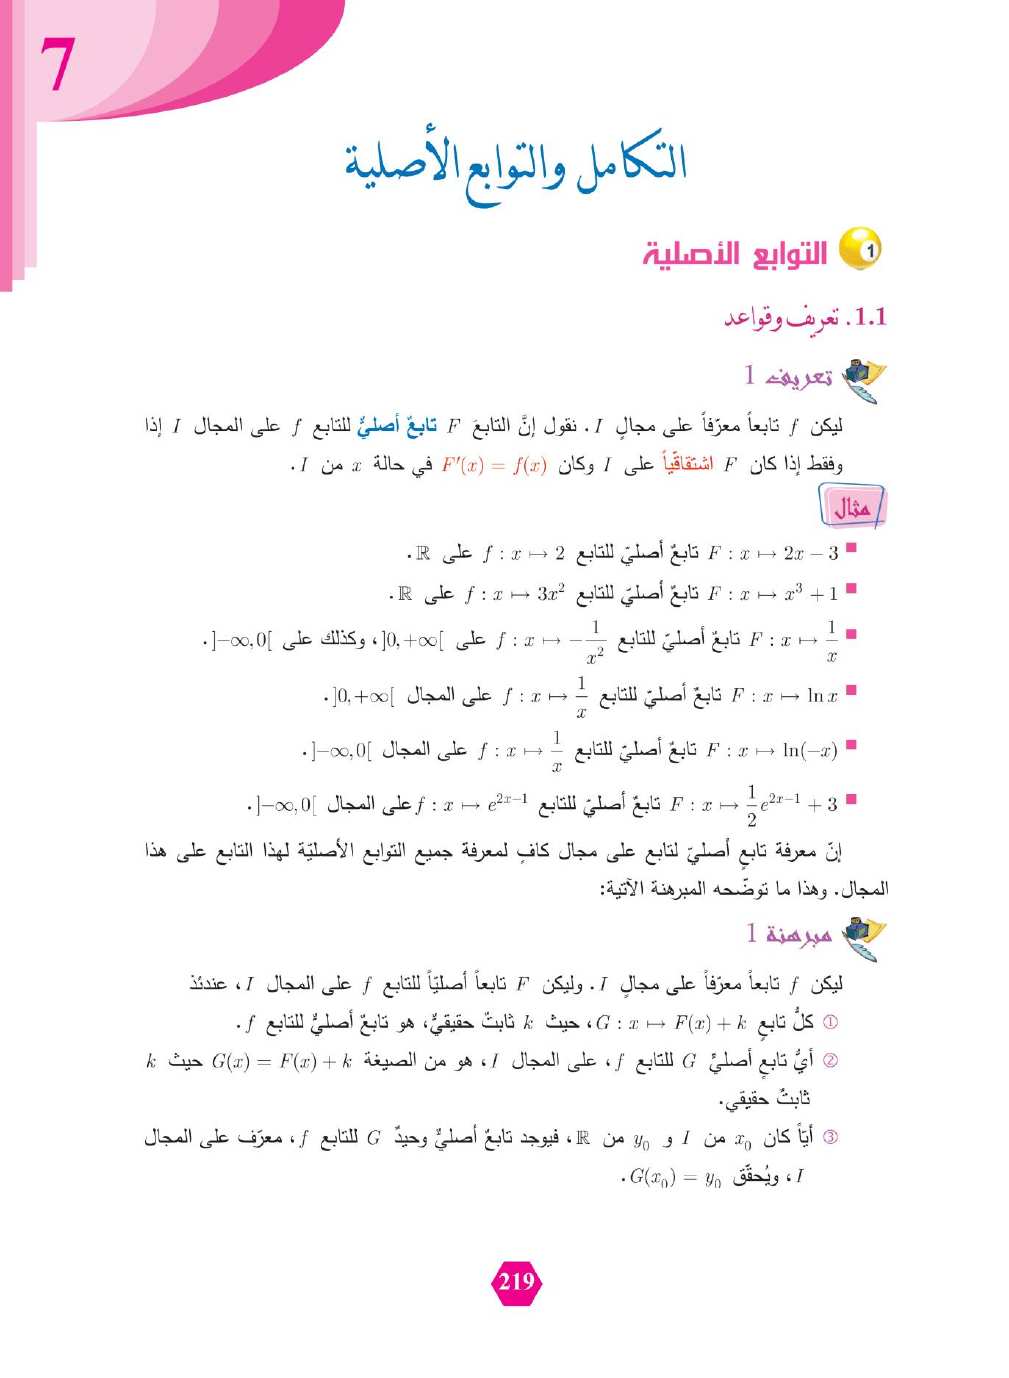 7
التكامل والتوابع الأصلية
1 التوابع الأصلية
1.1. تعريف وقواعد
تعريف 1
ليكن f تابعاً معرّفاً على مجالٍ I. نقول إنَّ التابعَ F تابعٌ أصليٌّ للتابع f على المجال I إذا
وفقط إذا كان F اشتقاقيّاً على I وكان F′(x) = f(x) في حالة x من I.
مثال
■ F : x ↦ 2x − 3 تابعٌ أصليّ للتابع f : x ↦ 2 على ℝ.
■ F : x ↦ x³ + 1 تابعٌ أصليّ للتابع f : x ↦ 3x² على ℝ.
■ F : x ↦ 1/x تابعٌ أصليّ للتابع f : x ↦ −1/x² على ]0,+∞[، وكذلك على ]−∞,0[.
■ F : x ↦ ln x تابعٌ أصليّ للتابع f : x ↦ 1/x على المجال ]0,+∞[.
■ F : x ↦ ln(−x) تابعٌ أصليّ للتابع f : x ↦ 1/x على المجال ]−∞,0[.
■ F : x ↦ 1/2 e^{2x−1} + 3 تابعٌ أصليّ للتابع f : x ↦ e^{2x−1} على المجال ]−∞,0[.
إنّ معرفة تابعٍ أصليّ لتابع على مجال كافٍ لمعرفة جميع التوابع الأصليّة لهذا التابع على هذا
المجال. وهذا ما توضّحه المبرهنة الآتية:
مبرهنة 1
ليكن f تابعاً معرّفاً على مجالٍ I. وليكن F تابعاً أصليّاً للتابع f على المجال I، عندئذ
① كلُّ تابعٍ G : x ↦ F(x) + k، حيث k ثابتٌ حقيقيٌّ، هو تابعٌ أصليٌّ للتابع f.
② أيُّ تابعٍ أصليٍّ G للتابع f، على المجال I، هو من الصيغة G(x) = F(x) + k حيث k
ثابتٌ حقيقي.
③ أيّاً كان x₀ من I و y₀ من ℝ، فيوجد تابعٌ أصليٌّ وحيدٌ G للتابع f، معرّف على المجال
I، ويُحقّق G(x₀) = y₀.
219